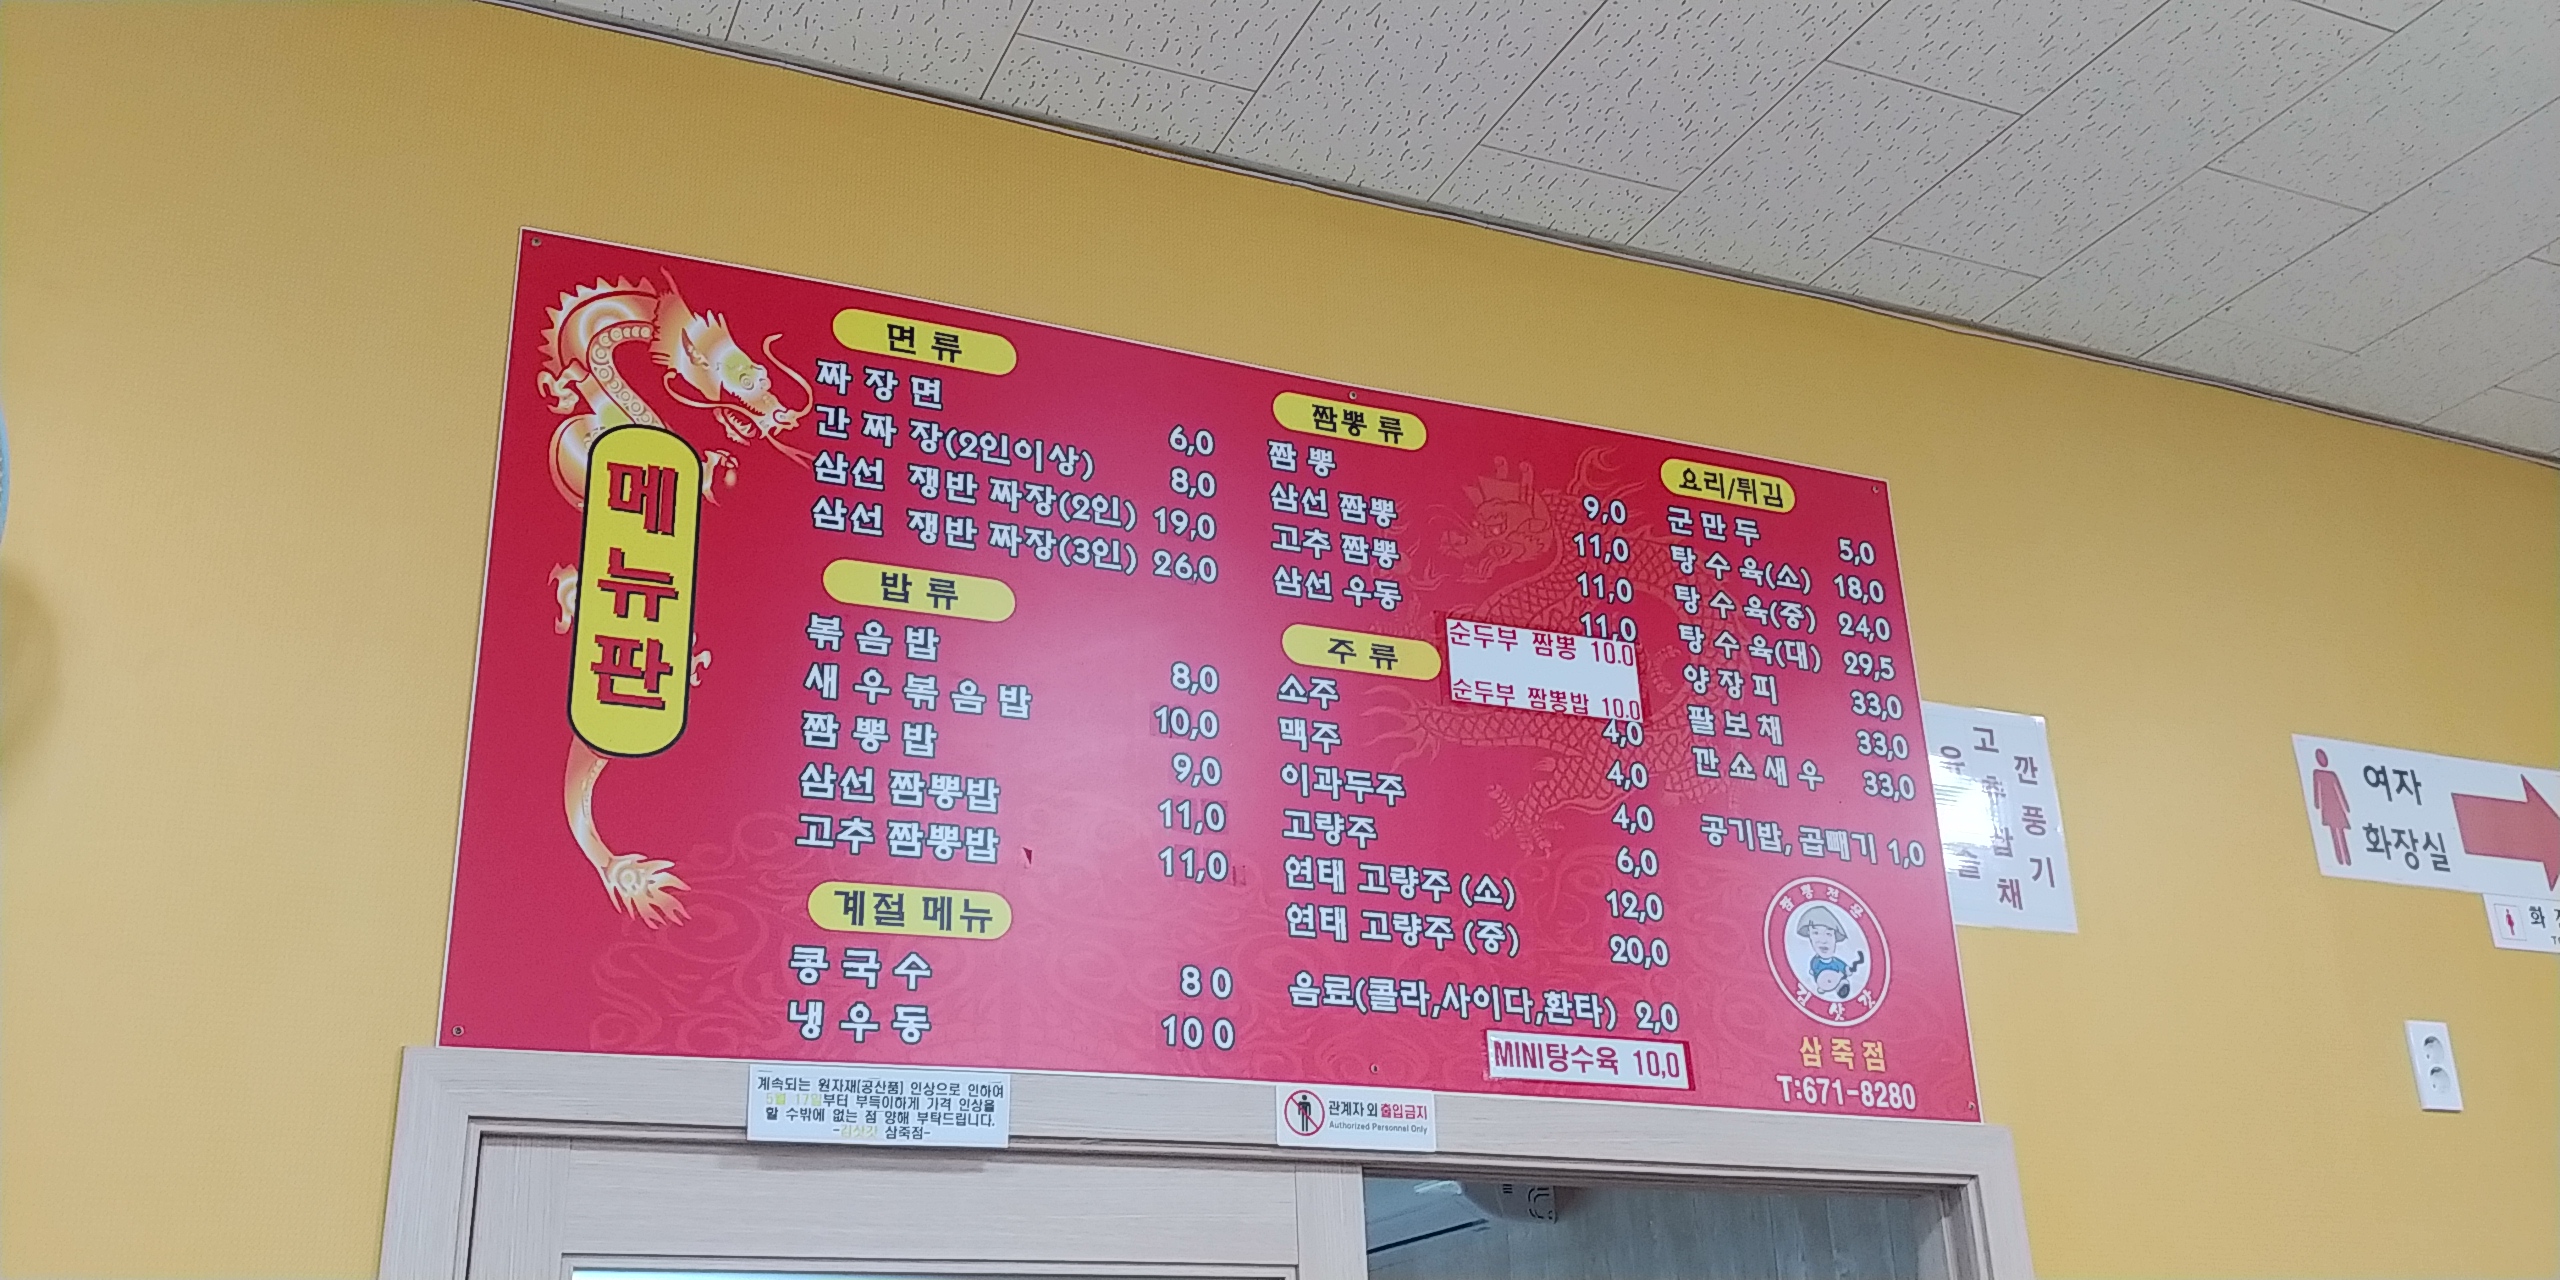 메뉴판
면 류
짜 장 면 6,0
간 짜 장(2인이상) 8,0
삼선 쟁반 짜장(2인) 19,0
삼선 쟁반 짜장(3인) 26,0
밥 류
볶 음 밥 8,0
새 우 볶 음 밥 10,0
짬 뽕 밥 9,0
삼선 짬뽕밥 11,0
고추 짬뽕밥 11,0
계절 메뉴
콩 국 수 8 0
냉 우 동 10 0
짬뽕 류
짬 뽕 9,0
삼선 짬뽕 11,0
고추 짬뽕 11,0
삼선 우동 11,0
순두부 짬뽕 10.0
순두부 짬뽕밥 10.0
주 류
소주 4,0
맥주 4,0
이과두주 4,0
고량주 6,0
연태 고량주 (소) 12,0
연태 고량주 (중) 20,0
음료(콜라,사이다,환타) 2,0
MINI탕수육 10,0
요리/튀김
군 만 두 5,0
탕 수 육(소) 18,0
탕 수 육(중) 24,0
탕 수 육(대) 29,5
양 장 피 33,0
팔 보 채 33,0
깐 쇼 새 우 33,0
공기밥, 곱빼기 1,0
짬뽕전문
김삿갓
삼죽점
T:671-8280
계속되는 원자재[공산품] 인상으로 인하여
5월 17일부터 부득이하게 가격 인상을
할 수밖에 없는 점 양해 부탁드립니다.
-김삿갓 삼죽점-
관계자 외 출입금지
Authorized Personnel Only
고추잡채
깐풍기
여자
화장실
화